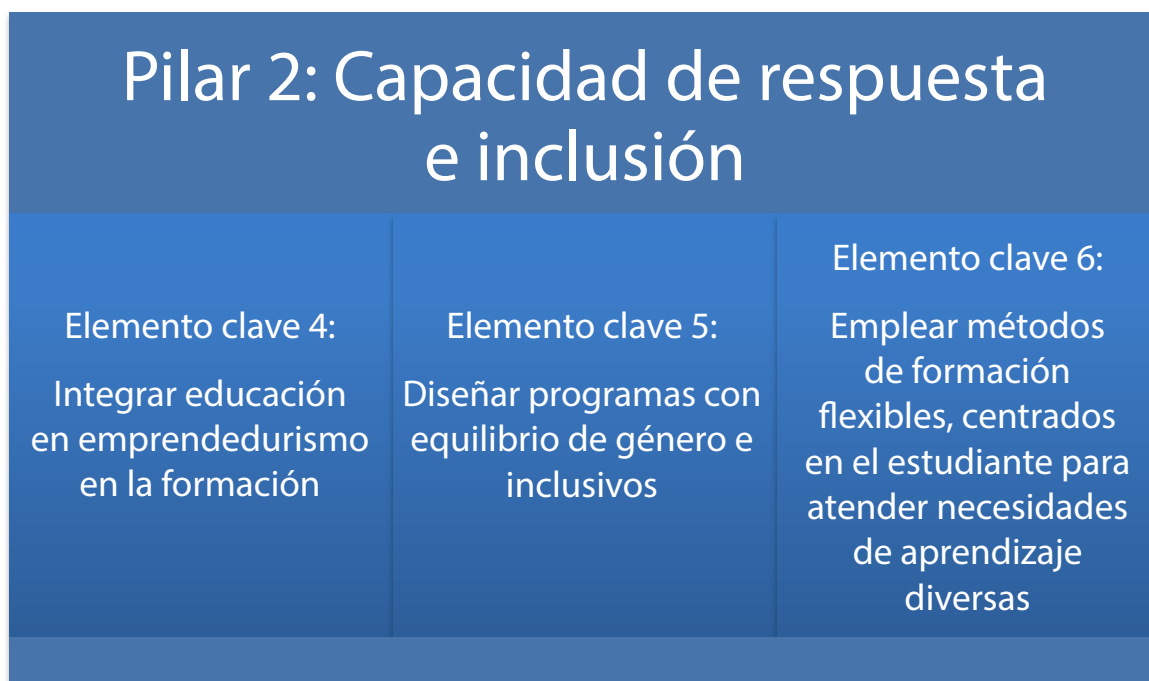 Pilar 2: Capacidad de respuesta
e inclusión
Elemento clave 4:
Integrar educación
en emprendedurismo
en la formación
Elemento clave 5:
Diseñar programas con
equilibrio de género e
inclusivos
Elemento clave 6:
Emplear métodos
de formación
flexibles, centrados
en el estudiante para
atender necesidades
de aprendizaje
diversas